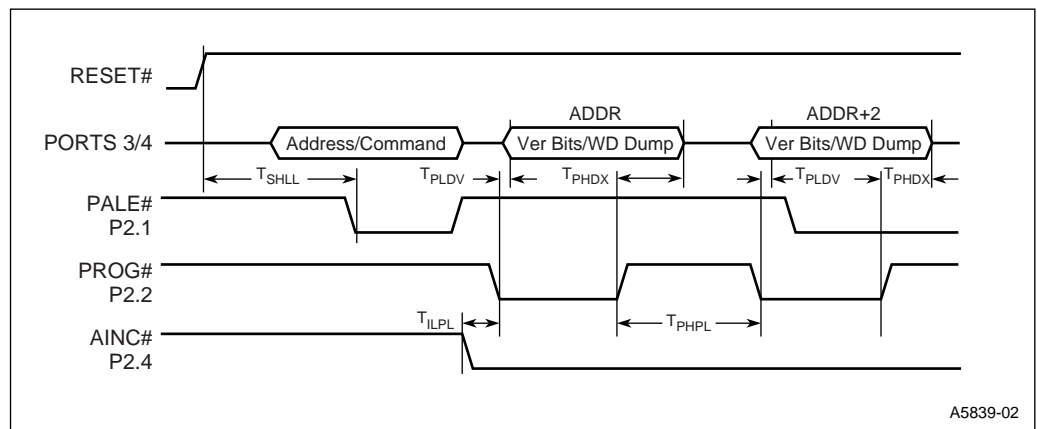 RESET#
ADDR
ADDR+2
PORTS 3/4
Address/Command
Ver Bits/WD Dump
Ver Bits/WD Dump
TSHLL
TPLDV
TPHDX
TPLDV
TPHDX
PALE#
P2.1
PROG#
P2.2
TILPL
TPHPL
AINC#
P2.4
A5839-02